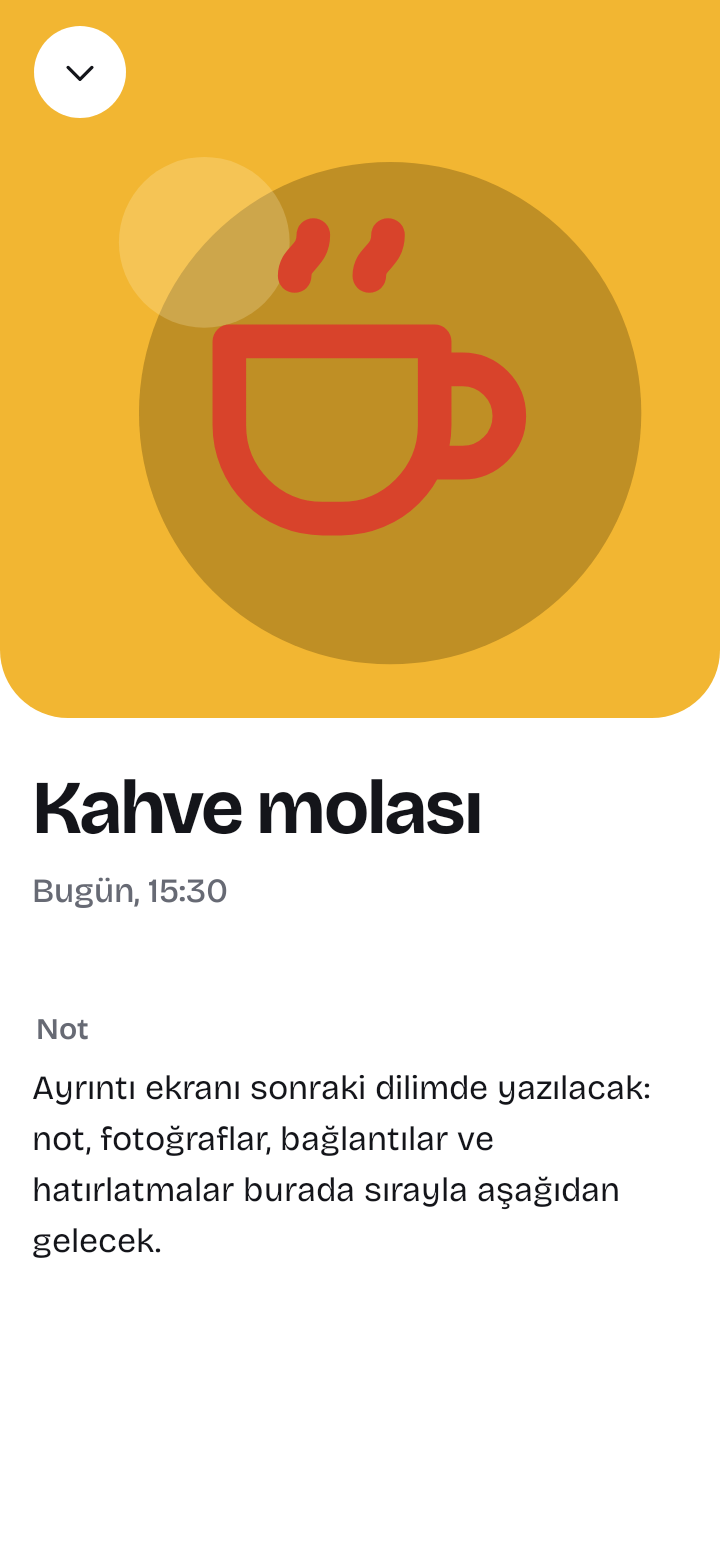 Kahve molası
Bugün, 15:30
Not
Ayrıntı ekranı sonraki dilimde yazılacak:
not, fotoğraflar, bağlantılar ve
hatırlatmalar burada sırayla aşağıdan
gelecek.